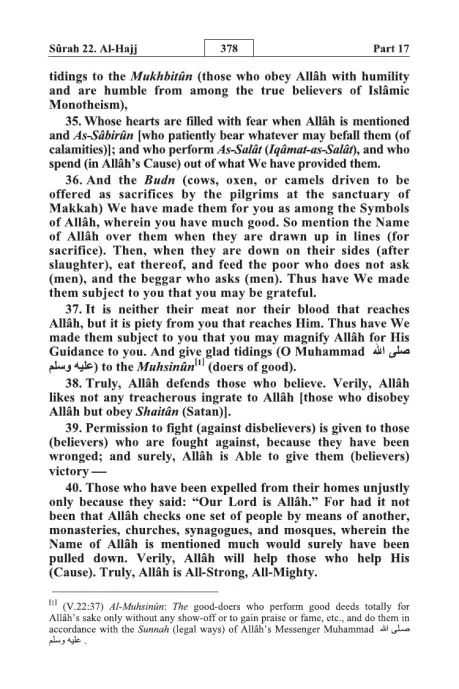 Sûrah 22. Al-Hajj 378 Part 17
tidings to the Mukhbitûn (those who obey Allâh with humility
and are humble from among the true believers of Islâmic
Monotheism),
35. Whose hearts are filled with fear when Allâh is mentioned
and As-Sâbirûn [who patiently bear whatever may befall them (of
calamities)]; and who perform As-Salât (Iqâmat-as-Salât), and who
spend (in Allâh's Cause) out of what We have provided them.
36. And the Budn (cows, oxen, or camels driven to be
offered as sacrifices by the pilgrims at the sanctuary of
Makkah) We have made them for you as among the Symbols
of Allâh, wherein you have much good. So mention the Name
of Allâh over them when they are drawn up in lines (for
sacrifice). Then, when they are down on their sides (after
slaughter), eat thereof, and feed the poor who does not ask
(men), and the beggar who asks (men). Thus have We made
them subject to you that you may be grateful.
37. It is neither their meat nor their blood that reaches
Allâh, but it is piety from you that reaches Him. Thus have We
made them subject to you that you may magnify Allâh for His
Guidance to you. And give glad tidings (O Muhammad صلى الله
عليه وسلم) to the Muhsinûn[1] (doers of good).
38. Truly, Allâh defends those who believe. Verily, Allâh
likes not any treacherous ingrate to Allâh [those who disobey
Allâh but obey Shaitân (Satan)].
39. Permission to fight (against disbelievers) is given to those
(believers) who are fought against, because they have been
wronged; and surely, Allâh is Able to give them (believers)
victory —
40. Those who have been expelled from their homes unjustly
only because they said: "Our Lord is Allâh." For had it not
been that Allâh checks one set of people by means of another,
monasteries, churches, synagogues, and mosques, wherein the
Name of Allâh is mentioned much would surely have been
pulled down. Verily, Allâh will help those who help His
(Cause). Truly, Allâh is All-Strong, All-Mighty.
[1] (V.22:37) Al-Muhsinûn: The good-doers who perform good deeds totally for
Allâh's sake only without any show-off or to gain praise or fame, etc., and do them in
accordance with the Sunnah (legal ways) of Allâh's Messenger Muhammad صلى الله
عليه وسلم .